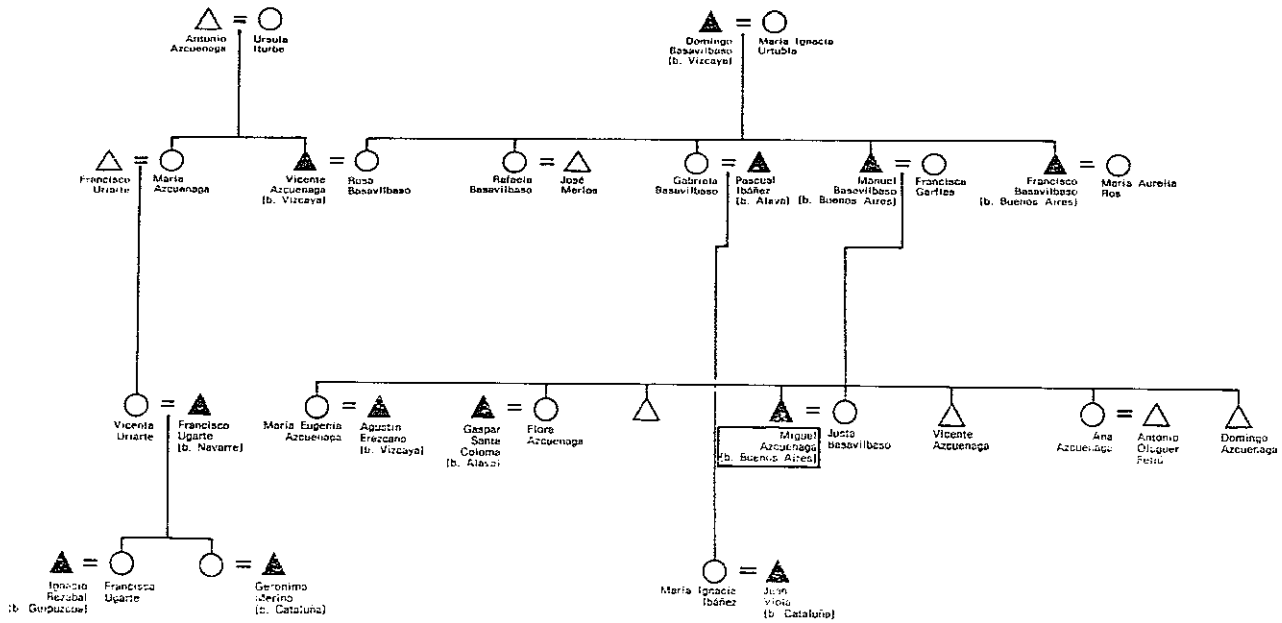 Antonio
Azcuenaga
Ursula
Iturbe
Domingo
Basavilbaso
(b. Vizcaya)
María Ignacia
Urtubia
Francisco
Uriarte
María
Azcuenaga
Vicente
Azcuenaga
(b. Vizcaya)
Rosa
Basavilbaso
Rafaela
Basavilbaso
José
Merlos
Gabriela
Basavilbaso
Pascual
Ibáñez
(b. Alava)
Manuel
Basavilbaso
(b. Buenos Aires)
Francisca
Garfias
Francisco
Basavilbaso
(b. Buenos Aires)
María Aurelia
Ros
Vicenta
Uriarte
Francisco
Ugarte
(b. Navarre)
María Eugenia
Azcuenaga
Agustín
Erézcano
(b. Vizcaya)
Gaspar
Santa
Coloma
(b. Alava)
Flora
Azcuenaga
Miguel
Azcuenaga
(b. Buenos Aires)
Justa
Basavilbaso
Vicente
Azcuenaga
Ana
Azcuenaga
Antonio
Olaguer
Feliú
Domingo
Azcuenaga
Ignacio
Rezabal
(b. Guipuzcoa)
Francisca
Ugarte
Geronimo
Merino
(b. Cataluña)
María Ignacia
Ibáñez
Juan
Viola
(b. Cataluña)